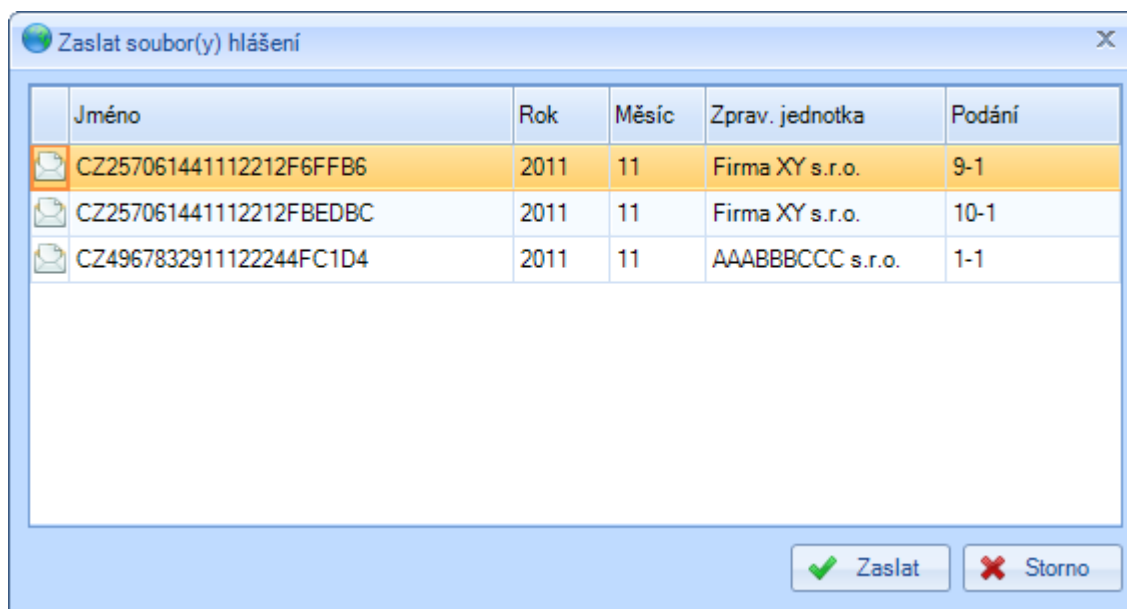 Zaslat soubor(y) hlášení
Jméno Rok Měsíc Zprav. jednotka Podání
CZ257061441112212F6FFB6 2011 11 Firma XY s.r.o. 9-1
CZ257061441112212FBEDBC 2011 11 Firma XY s.r.o. 10-1
CZ4967832911122244FC1D4 2011 11 AAABBBCCC s.r.o. 1-1
Zaslat Storno